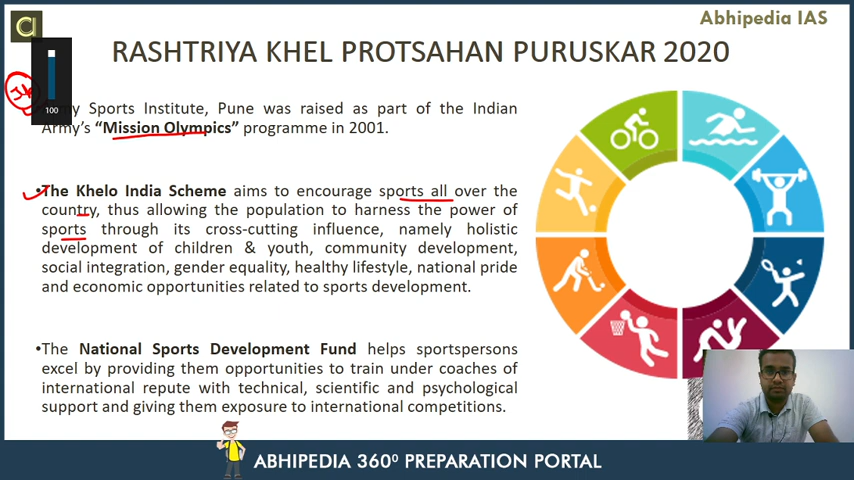 Abhipedia IAS
RASHTRIYA KHEL PROTSAHAN PURUSKAR 2020
100
Sports Institute, Pune was raised as part of the Indian
Army's “Mission Olympics” programme in 2001.
•The Khelo India Scheme aims to encourage sports all over the
country, thus allowing the population to harness the power of
sports through its cross-cutting influence, namely holistic
development of children & youth, community development,
social integration, gender equality, healthy lifestyle, national pride
and economic opportunities related to sports development.
•The National Sports Development Fund helps sportspersons
excel by providing them opportunities to train under coaches of
international repute with technical, scientific and psychological
support and giving them exposure to international competitions.
ABHIPEDIA 360⁰ PREPARATION PORTAL